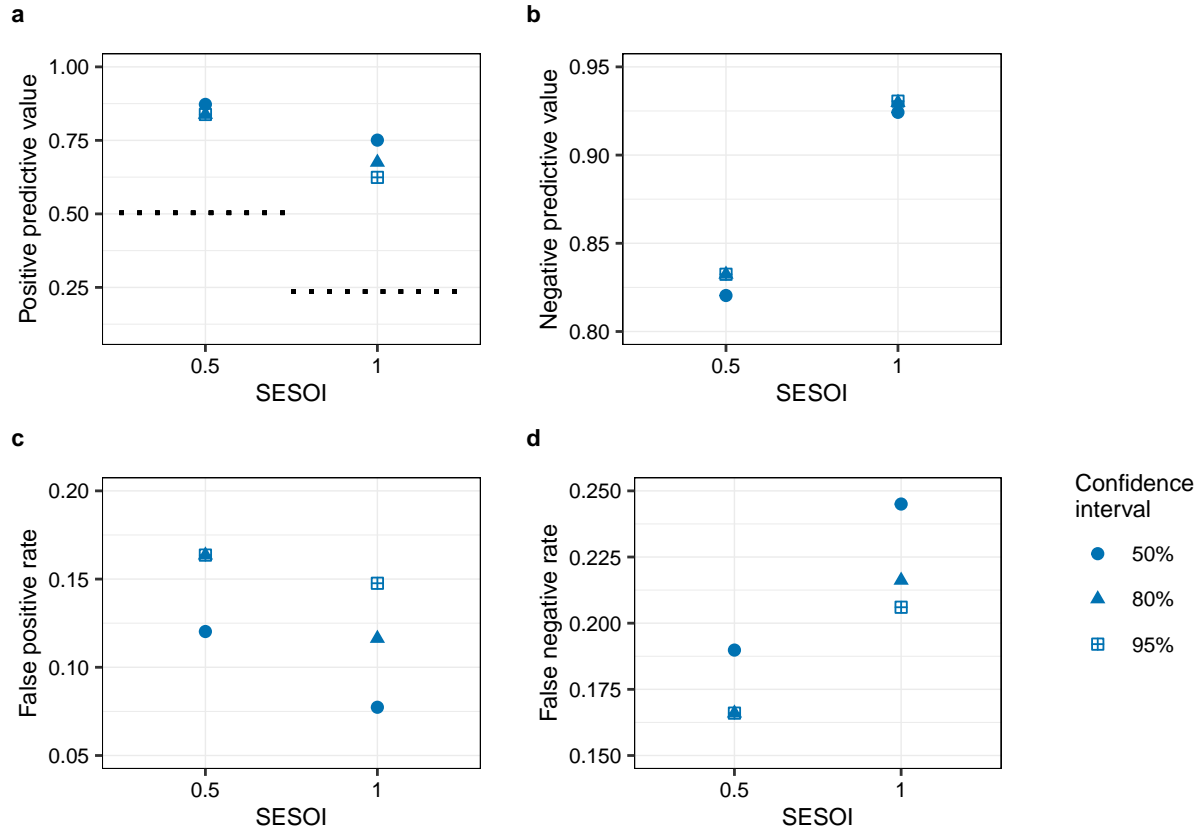 a
Positive predictive value
1.00
0.75
0.50
0.25
0.5
1
SESOI
b
Negative predictive value
0.95
0.90
0.85
0.80
0.5
1
SESOI
c
False positive rate
0.20
0.15
0.10
0.05
0.5
1
SESOI
d
False negative rate
0.250
0.225
0.200
0.175
0.150
0.5
1
SESOI
Confidence
interval
50%
80%
95%